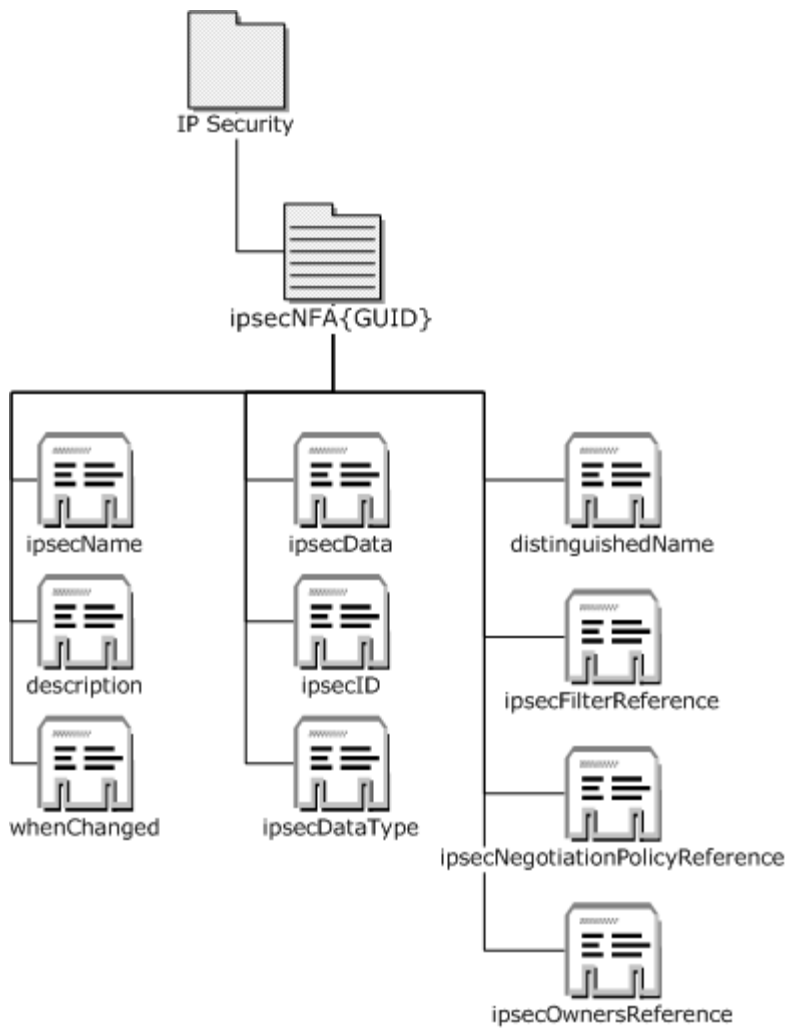 IP Security
ipsecNFA{GUID}
ipsecName
ipsecData
distinguishedName
description
ipsecID
ipsecFilterReference
whenChanged
ipsecDataType
ipsecNegotiationPolicyReference
ipsecOwnersReference